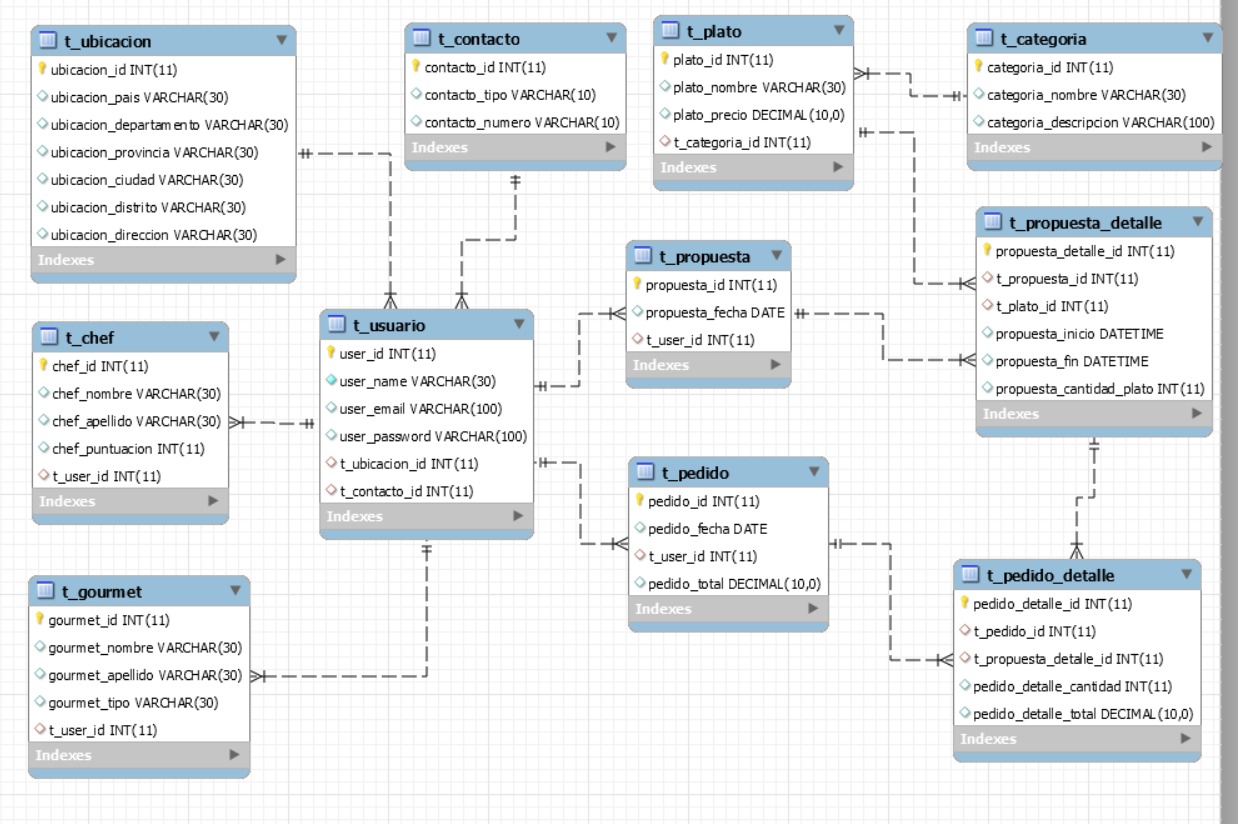 t_ubicacion
ubicacion_id INT(11)
ubicacion_pais VARCHAR(30)
ubicacion_departamento VARCHAR(30)
ubicacion_provincia VARCHAR(30)
ubicacion_ciudad VARCHAR(30)
ubicacion_distrito VARCHAR(30)
ubicacion_direccion VARCHAR(30)
Indexes
t_contacto
contacto_id INT(11)
contacto_tipo VARCHAR(10)
contacto_numero VARCHAR(10)
Indexes
t_plato
plato_id INT(11)
plato_nombre VARCHAR(30)
plato_precio DECIMAL(10,0)
t_categoria_id INT(11)
Indexes
t_categoria
categoria_id INT(11)
categoria_nombre VARCHAR(30)
categoria_descripcion VARCHAR(100)
Indexes
t_propuesta_detalle
propuesta_detalle_id INT(11)
t_propuesta_id INT(11)
t_plato_id INT(11)
propuesta_inicio DATETIME
propuesta_fin DATETIME
propuesta_cantidad_plato INT(11)
Indexes
t_propuesta
propuesta_id INT(11)
propuesta_fecha DATE
t_user_id INT(11)
Indexes
t_chef
chef_id INT(11)
chef_nombre VARCHAR(30)
chef_apellido VARCHAR(30)
chef_puntuacion INT(11)
t_user_id INT(11)
Indexes
t_usuario
user_id INT(11)
user_name VARCHAR(30)
user_email VARCHAR(100)
user_password VARCHAR(100)
t_ubicacion_id INT(11)
t_contacto_id INT(11)
Indexes
t_pedido
pedido_id INT(11)
pedido_fecha DATE
t_user_id INT(11)
pedido_total DECIMAL(10,0)
Indexes
t_gourmet
gourmet_id INT(11)
gourmet_nombre VARCHAR(30)
gourmet_apellido VARCHAR(30)
gourmet_tipo VARCHAR(30)
t_user_id INT(11)
Indexes
t_pedido_detalle
pedido_detalle_id INT(11)
t_pedido_id INT(11)
t_propuesta_detalle_id INT(11)
pedido_detalle_cantidad INT(11)
pedido_detalle_total DECIMAL(10,0)
Indexes